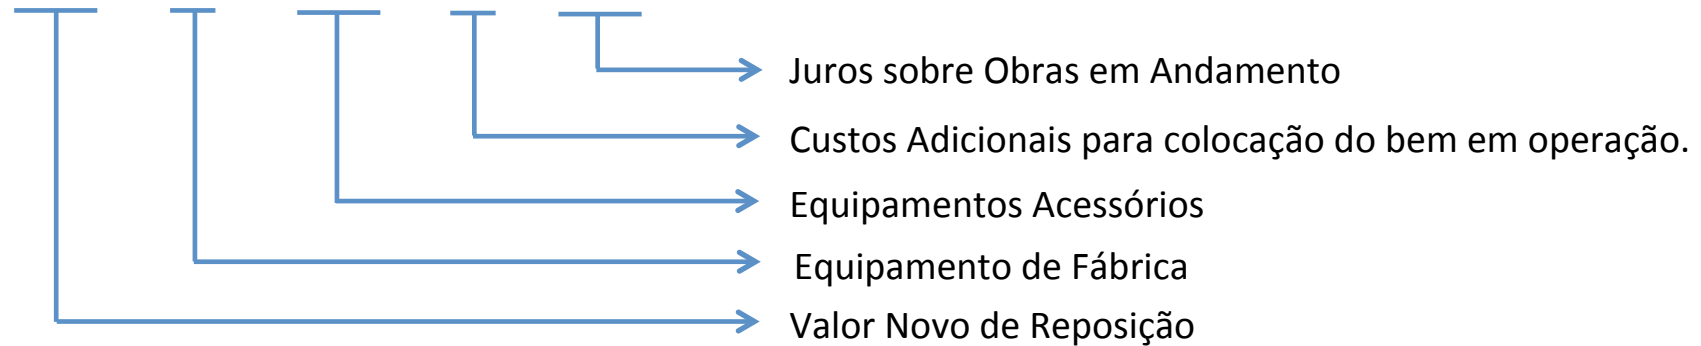 Juros sobre Obras em Andamento
Custos Adicionais para colocação do bem em operação.
Equipamentos Acessórios
Equipamento de Fábrica
Valor Novo de Reposição